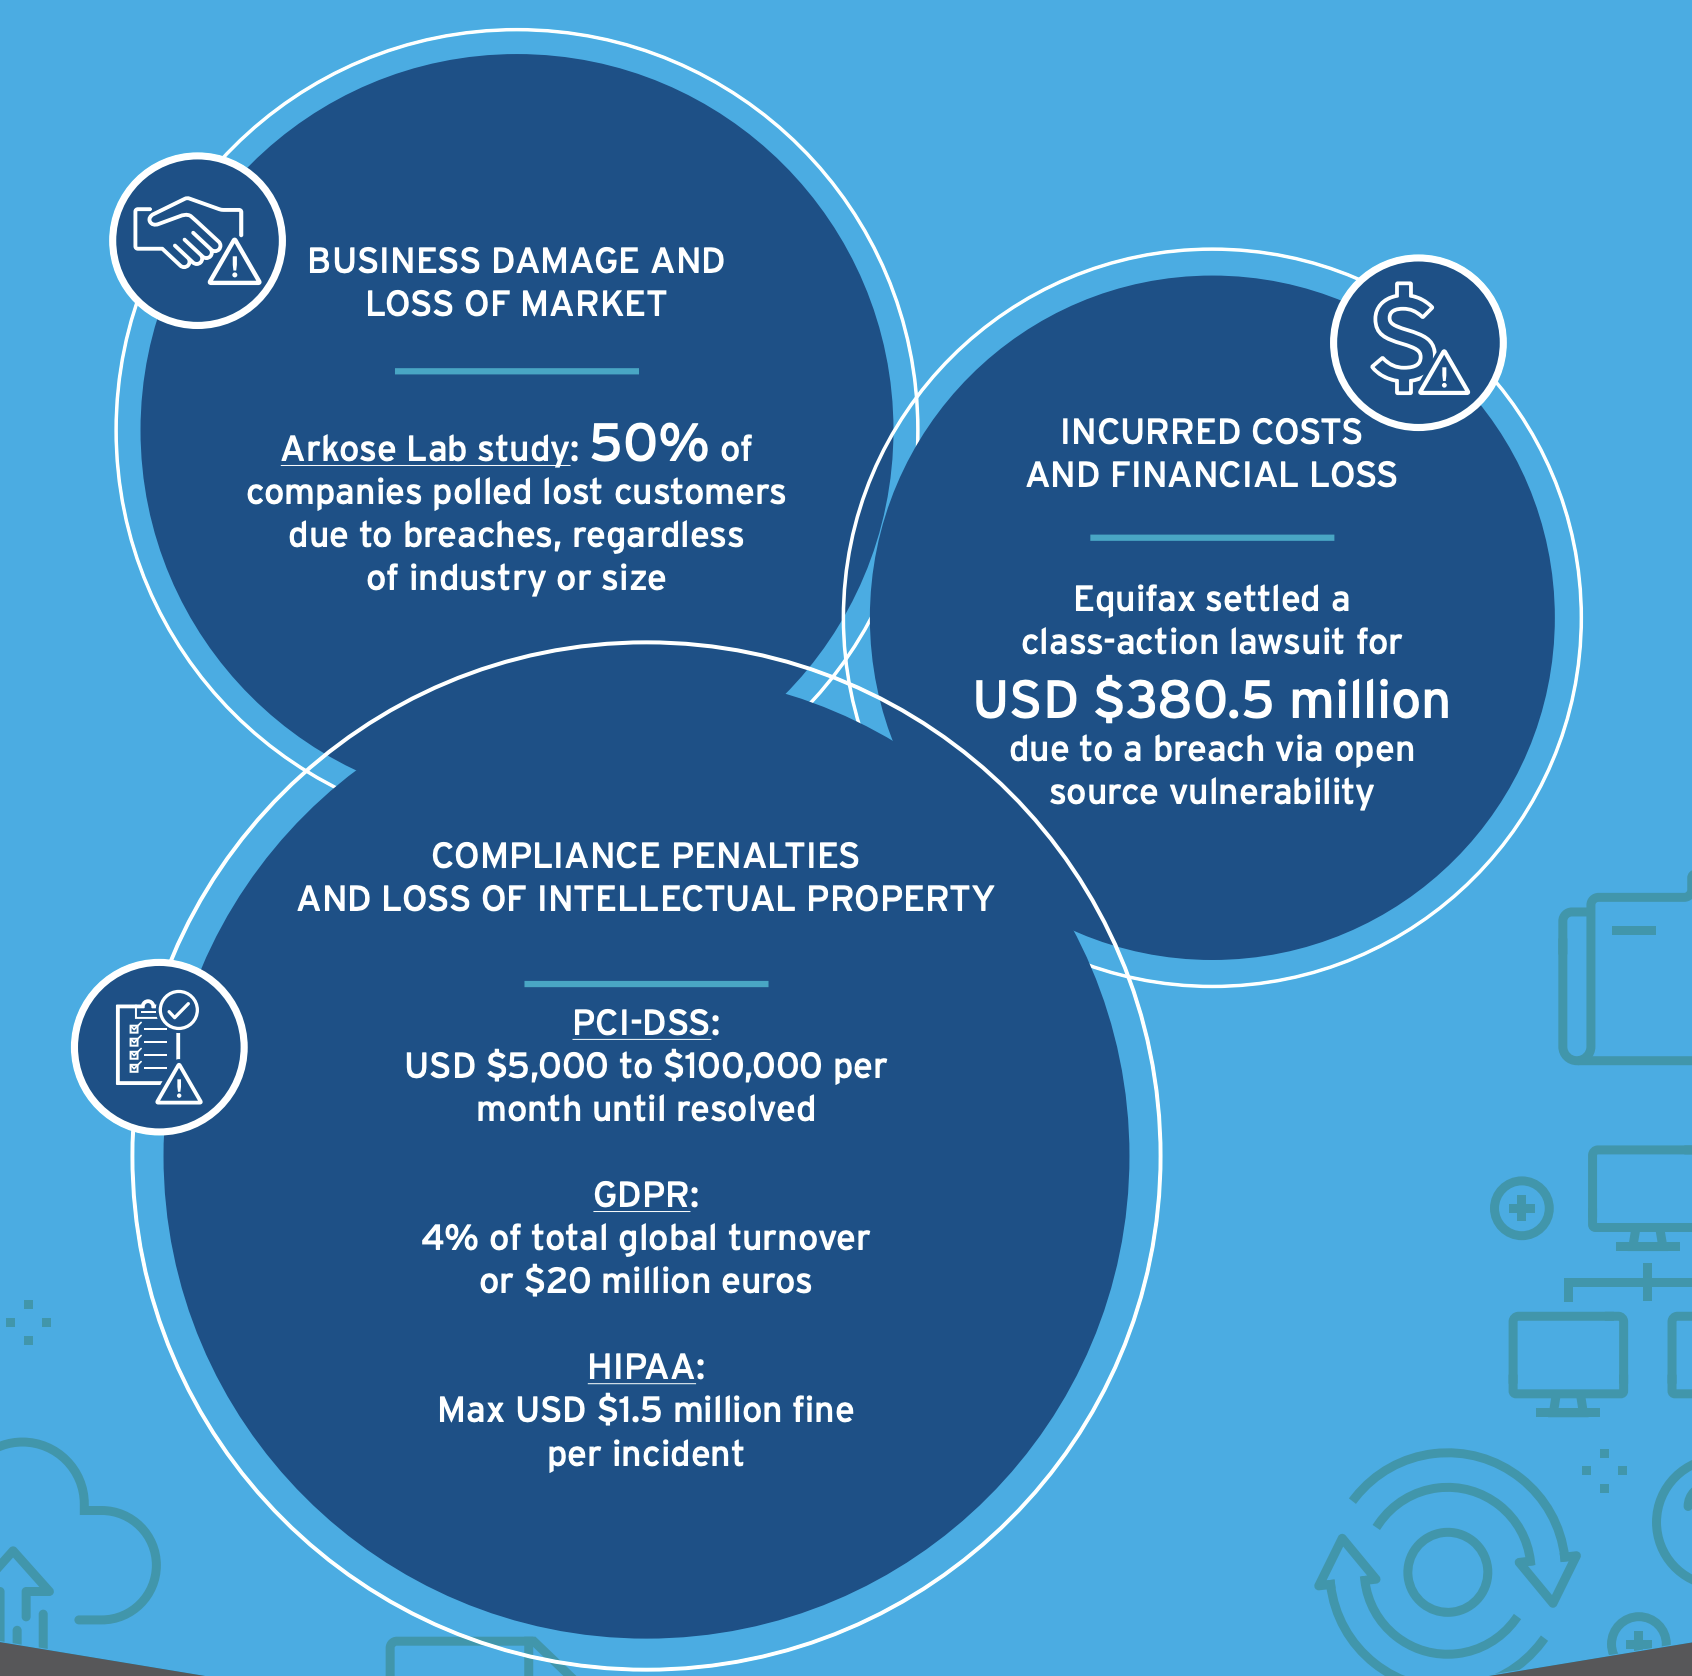 BUSINESS DAMAGE AND
LOSS OF MARKET
Arkose Lab study: 50% of
companies polled lost customers
due to breaches, regardless
of industry or size
INCURRED COSTS
AND FINANCIAL LOSS
Equifax settled a
class-action lawsuit for
USD $380.5 million
due to a breach via open
source vulnerability
COMPLIANCE PENALTIES
AND LOSS OF INTELLECTUAL PROPERTY
PCI-DSS:
USD $5,000 to $100,000 per
month until resolved
GDPR:
4% of total global turnover
or $20 million euros
HIPAA:
Max USD $1.5 million fine
per incident